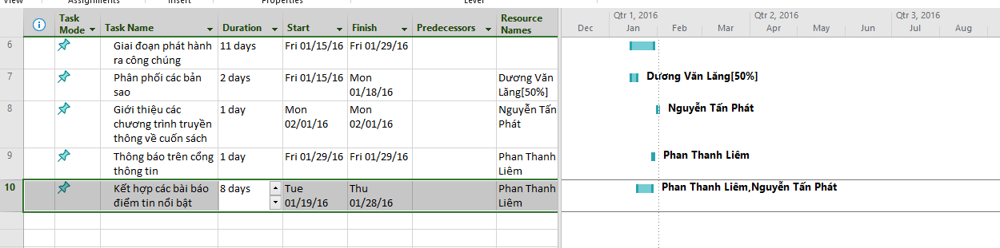 View Assignments Insert Properties Level
Task Mode Task Name Duration Start Finish Predecessors Resource Names
Qtr 1, 2016 Qtr 2, 2016 Qtr 3, 2016
Dec Jan Feb Mar Apr May Jun Jul Aug
6 Giai đoạn phát hành 11 days Fri 01/15/16 Fri 01/29/16
ra công chúng
7 Phân phối các bản 2 days Fri 01/15/16 Mon Dương Văn Dương Văn Lăng[50%]
sao 01/18/16 Lăng[50%]
8 Giới thiệu các 1 day Mon Mon Nguyễn Tấn Nguyễn Tấn Phát
chương trình truyền 02/01/16 02/01/16 Phát
thông về cuốn sách
9 Thông báo trên cổng 1 day Fri 01/29/16 Fri 01/29/16 Phan Thanh Phan Thanh Liêm
thông tin Liêm
10 Kết hợp các bài báo 8 days Tue Thu Phan Thanh Phan Thanh Liêm,Nguyễn Tấn Phát
điểm tin nổi bật 01/19/16 01/28/16 Liêm